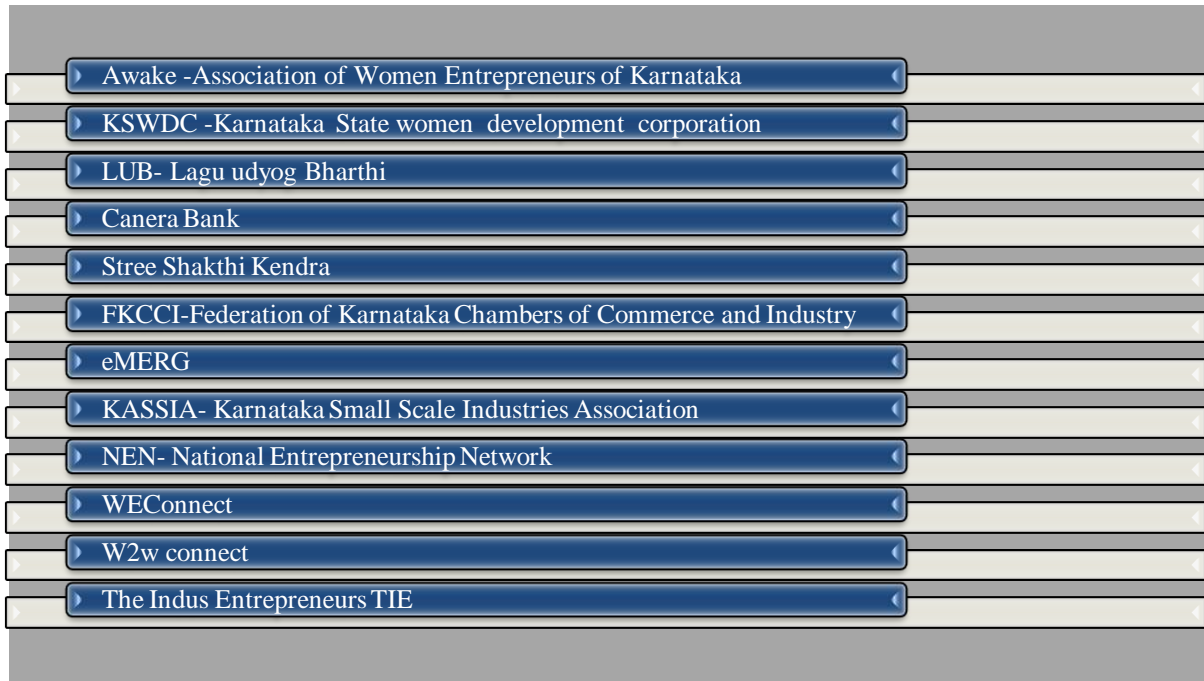 Awake -Association of Women Entrepreneurs of Karnataka
KSWDC -Karnataka State women development corporation
LUB- Lagu udyog Bharthi
Canera Bank
Stree Shakthi Kendra
FKCCI-Federation of Karnataka Chambers of Commerce and Industry
eMERG
KASSIA- Karnataka Small Scale Industries Association
NEN- National Entrepreneurship Network
WEConnect
W2w connect
The Indus Entrepreneurs TIE